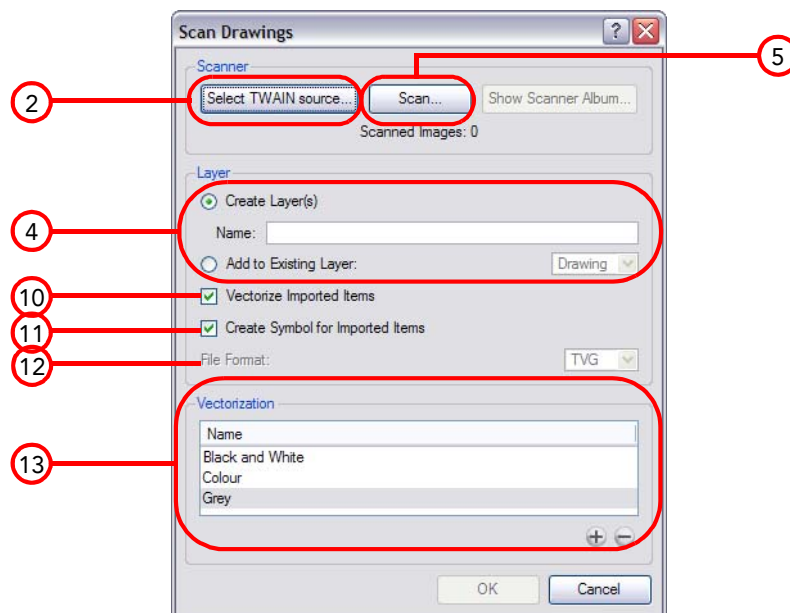 Scan Drawings
5
Scanner
2
Select TWAIN source... Scan... Show Scanner Album...
Scanned Images: 0
Layer
Create Layer(s)
4
Name:
Add to Existing Layer: Drawing
10
Vectorize Imported Items
11
Create Symbol for Imported Items
12
File Format: TVG
Vectorization
Name
Black and White
13
Colour
Grey
OK Cancel